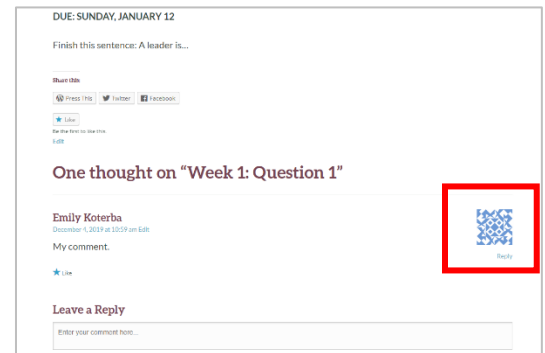 DUE: SUNDAY, JANUARY 12
Finish this sentence: A leader is...
Share this
Press This Twitter Facebook
Like
Be the first to like this.
Edit
One thought on “Week 1: Question 1”
Emily Koterba
December 4, 2019 at 10:59 am Edit
My comment.
Like
Reply
Leave a Reply
Enter your comment here...